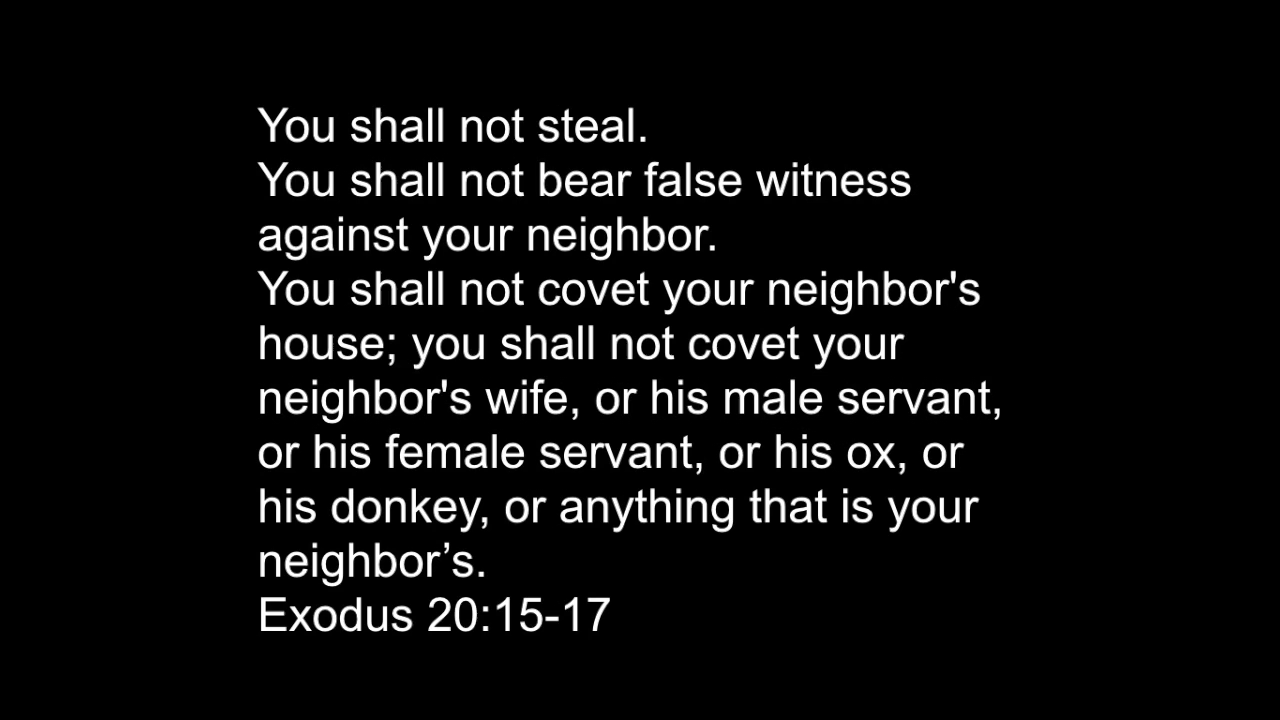 You shall not steal.
You shall not bear false witness
against your neighbor.
You shall not covet your neighbor's
house; you shall not covet your
neighbor's wife, or his male servant,
or his female servant, or his ox, or
his donkey, or anything that is your
neighbor’s.
Exodus 20:15-17